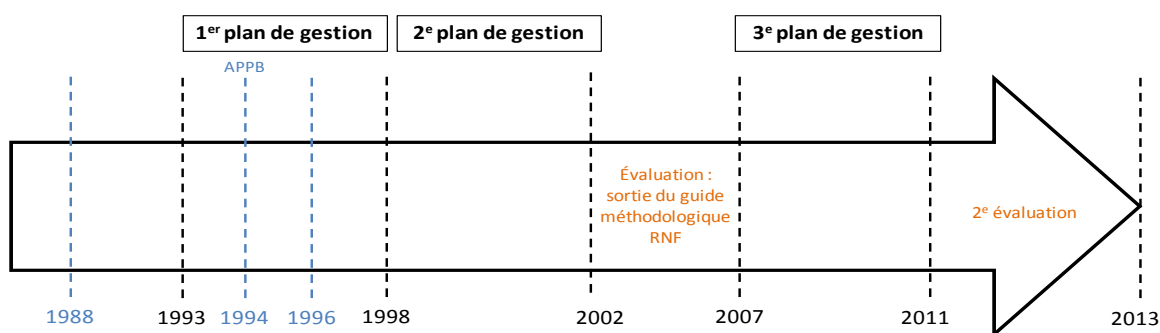 1er plan de gestion
2e plan de gestion
3e plan de gestion
APPB
Évaluation :
sortie du guide
méthodologique
RNF
2e évaluation
1988
1993
1994
1996
1998
2002
2007
2011
2013